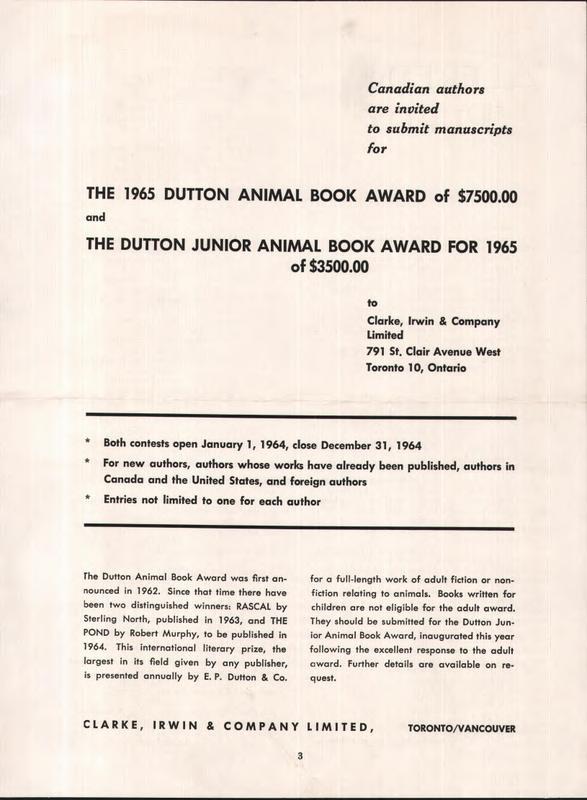 Canadian authors
are invited
to submit manuscripts
for
THE 1965 DUTTON ANIMAL BOOK AWARD of $7500.00
and
THE DUTTON JUNIOR ANIMAL BOOK AWARD FOR 1965
of $3500.00
to
Clarke, Irwin & Company
Limited
791 St. Clair Avenue West
Toronto 10, Ontario
* Both contests open January 1, 1964, close December 31, 1964
* For new authors, authors whose works have already been published, authors in
Canada and the United States, and foreign authors
* Entries not limited to one for each author
The Dutton Animal Book Award was first an-
nounced in 1962. Since that time there have
been two distinguished winners: RASCAL by
Sterling North, published in 1963, and THE
POND by Robert Murphy, to be published in
1964. This international literary prize, the
largest in its field given by any publisher,
is presented annually by E. P. Dutton & Co.
for a full-length work of adult fiction or non-
fiction relating to animals. Books written for
children are not eligible for the adult award.
They should be submitted for the Dutton Jun-
ior Animal Book Award, inaugurated this year
following the excellent response to the adult
award. Further details are available on re-
quest.
CLARKE, IRWIN & COMPANY LIMITED, TORONTO/VANCOUVER
3